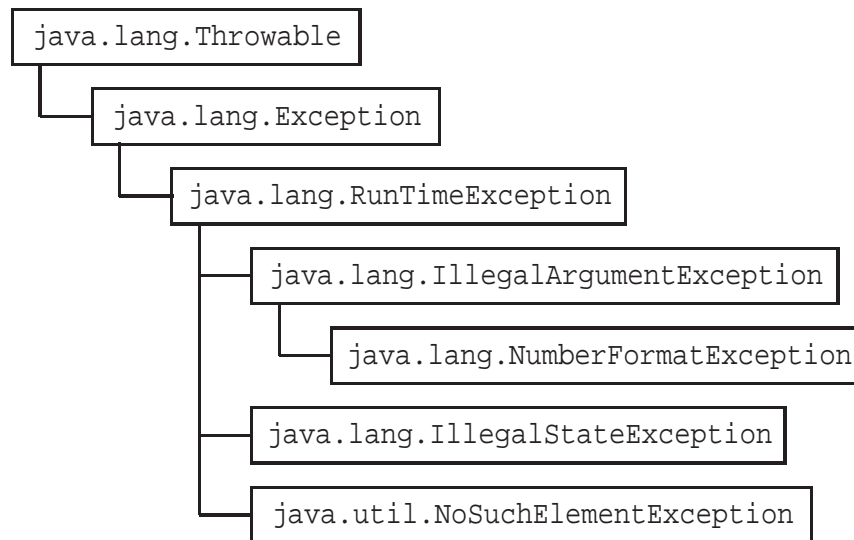 java.lang.Throwable
java.lang.Exception
java.lang.RunTimeException
java.lang.IllegalArgumentException
java.lang.NumberFormatException
java.lang.IllegalStateException
java.util.NoSuchElementException